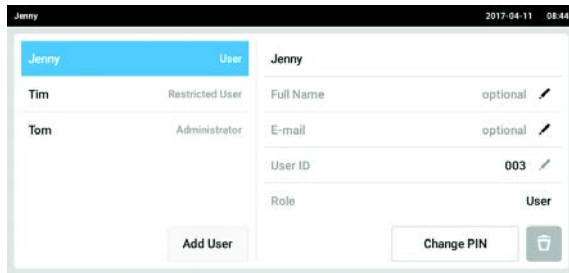 Jenny 2017-04-11 08:44
Jenny User
Tim Restricted User
Tom Administrator
Add User
Jenny
Full Name optional
E-mail optional
User ID 003
Role User
Change PIN